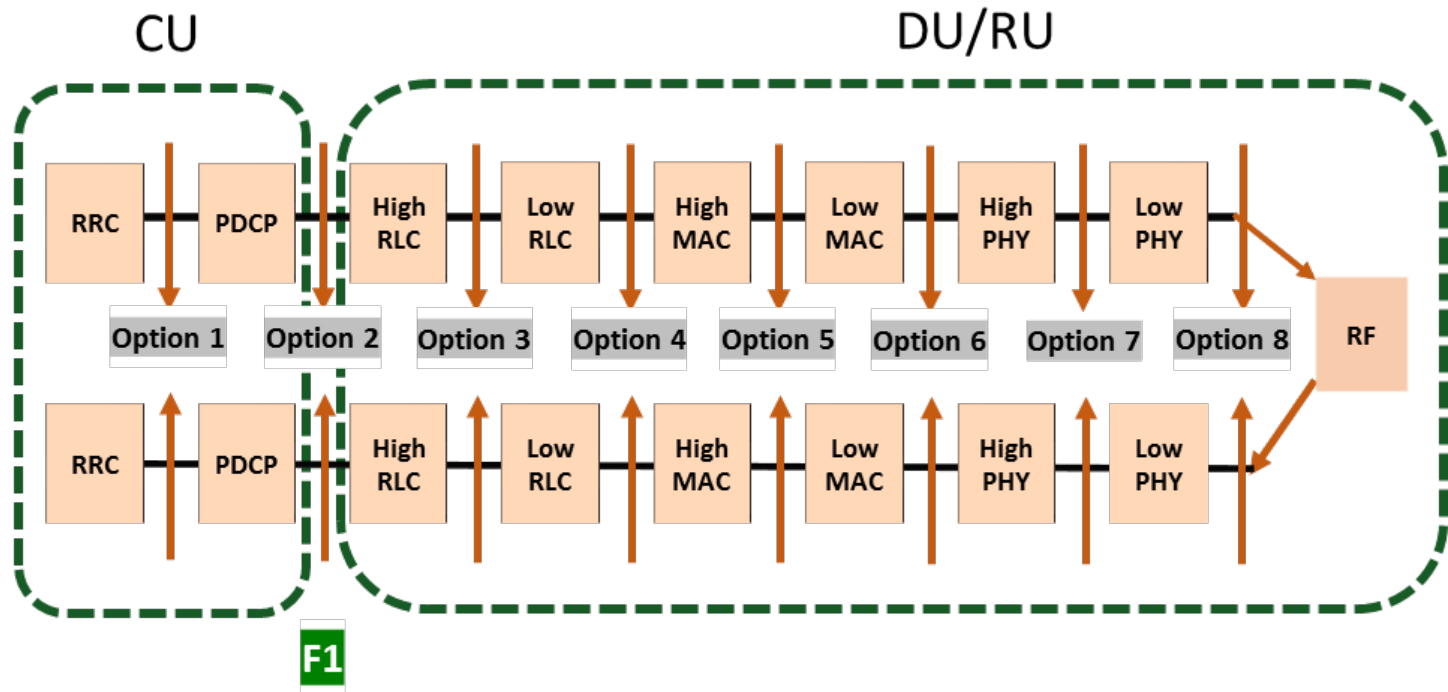 CU
DU/RU
RRC
PDCP
High
RLC
Low
RLC
High
MAC
Low
MAC
High
PHY
Low
PHY
Option 1
Option 2
Option 3
Option 4
Option 5
Option 6
Option 7
Option 8
RF
RRC
PDCP
High
RLC
Low
RLC
High
MAC
Low
MAC
High
PHY
Low
PHY
F1